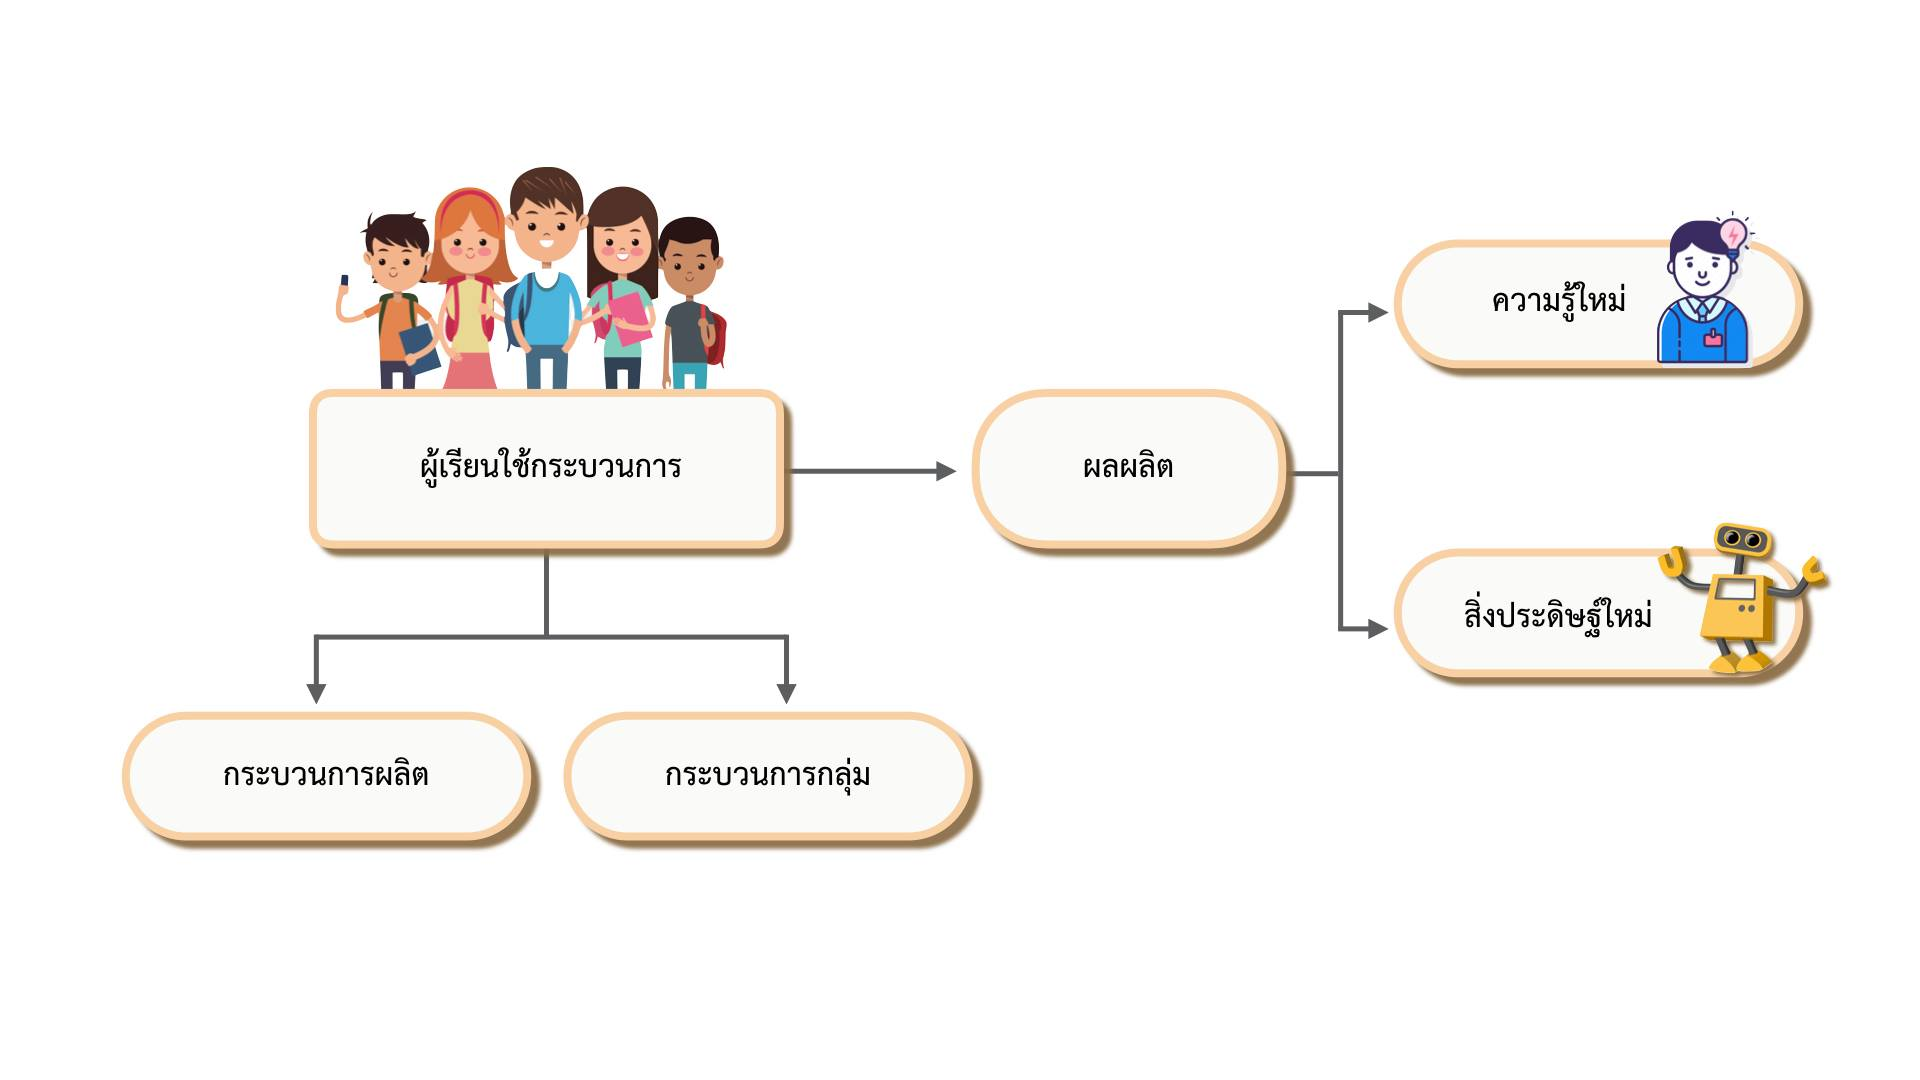 ความรู้ใหม่
ผู้เรียนใช้กระบวนการ
ผลผลิต
สิ่งประดิษฐ์ใหม่
กระบวนการผลิต
กระบวนการกลุ่ม